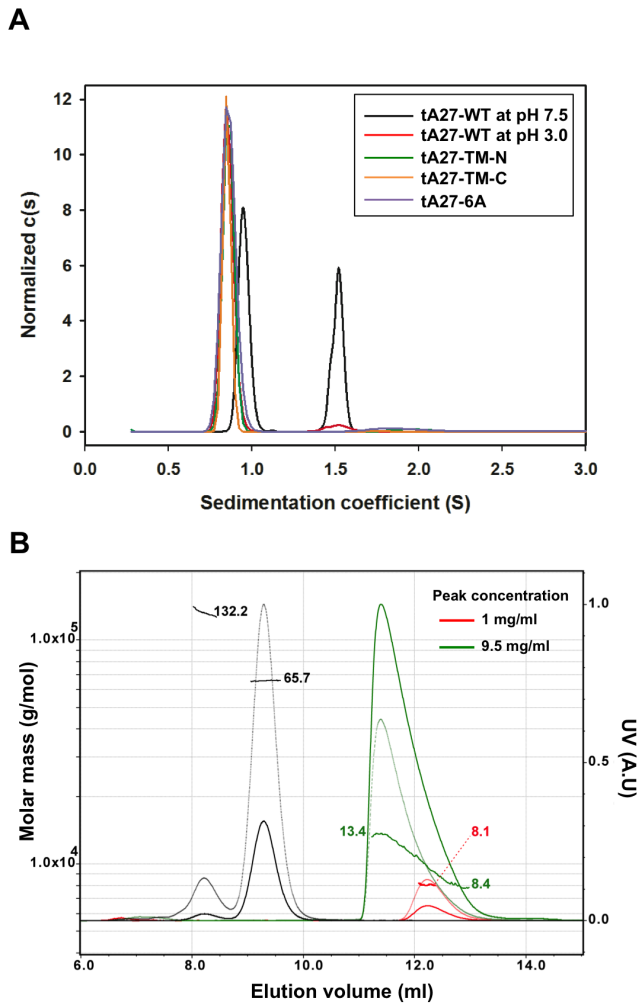 A
Normalized c(s)
12
10
8
6
4
2
0
tA27-WT at pH 7.5
tA27-WT at pH 3.0
tA27-TM-N
tA27-TM-C
tA27-6A
0.0 0.5 1.0 1.5 2.0 2.5 3.0
Sedimentation coefficient (S)
B
Molar mass (g/mol)
1.0x10⁵
1.0x10⁴
132.2
65.7
Peak concentration
1 mg/ml
9.5 mg/ml
13.4
8.1
8.4
1.0
0.5
0.0
UV (A.U)
6.0 8.0 10.0 12.0 14.0
Elution volume (ml)